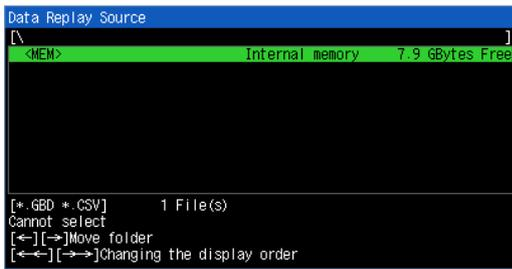 Data Replay Source
[\ ]
<MEM> Internal memory 7.9 GBytes Free
[*.GBD *.CSV] 1 File(s)
Cannot select
[←][→]Move folder
[←←][→→]Changing the display order